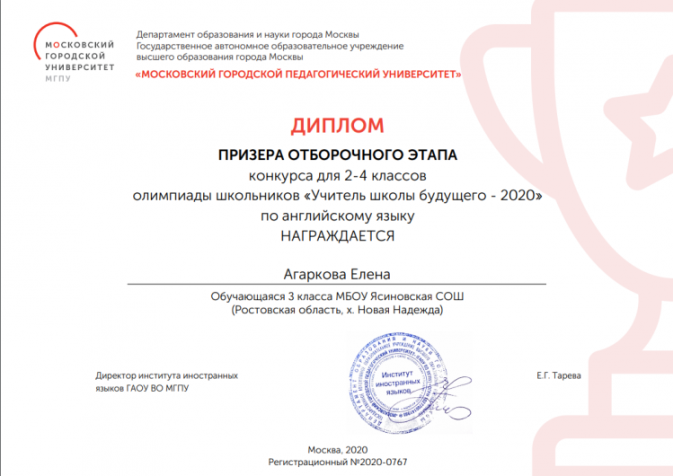 МОСКОВСКИЙ
ГОРОДСКОЙ
УНИВЕРСИТЕТ
МГПУ
Департамент образования и науки города Москвы
Государственное автономное образовательное учреждение
высшего образования города Москвы
«МОСКОВСКИЙ ГОРОДСКОЙ ПЕДАГОГИЧЕСКИЙ УНИВЕРСИТЕТ»
ДИПЛОМ
ПРИЗЕРА ОТБОРОЧНОГО ЭТАПА
конкурса для 2-4 классов
олимпиады школьников «Учитель школы будущего - 2020»
по английскому языку
НАГРАЖДАЕТСЯ
Агаркова Елена
Обучающаяся 3 класса МБОУ Ясиновская СОШ
(Ростовская область, х. Новая Надежда)
Директор института иностранных
языков ГАОУ ВО МГПУ
Институт
иностранных
языков
Е.Г. Тарева
Москва, 2020
Регистрационный №2020-0767